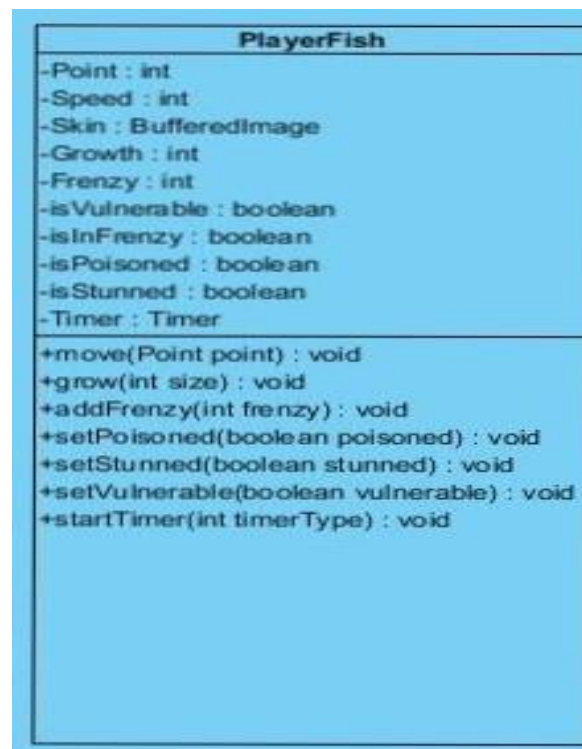 PlayerFish
-Point : int
-Speed : int
-Skin : BufferedImage
-Growth : int
-Frenzy : int
-isVulnerable : boolean
-isInFrenzy : boolean
-isPoisoned : boolean
-isStunned : boolean
-Timer : Timer
+move(Point point) : void
+grow(int size) : void
+addFrenzy(int frenzy) : void
+setPoisoned(boolean poisoned) : void
+setStunned(boolean stunned) : void
+setVulnerable(boolean vulnerable) : void
+startTimer(int timerType) : void